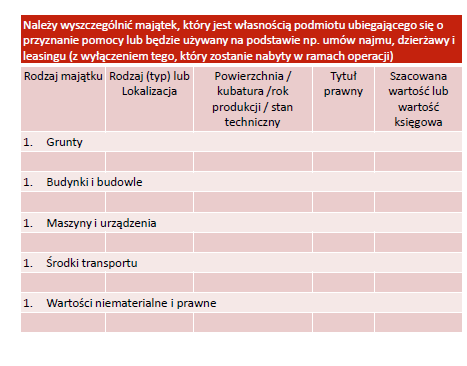 Należy wyszczególnić majątek, który jest własnością podmiotu ubiegającego się o
przyznanie pomocy lub będzie używany na podstawie np. umów najmu, dzierżawy i
leasingu (z wyłączeniem tego, który zostanie nabyty w ramach operacji)
Rodzaj majątku
Rodzaj (typ) lub
Lokalizacja
Powierzchnia /
kubatura /rok
produkcji / stan
techniczny
Tytuł
prawny
Szacowana
wartość lub
wartość
księgowa
1. Grunty
1. Budynki i budowle
1. Maszyny i urządzenia
1. Środki transportu
1. Wartości niematerialne i prawne